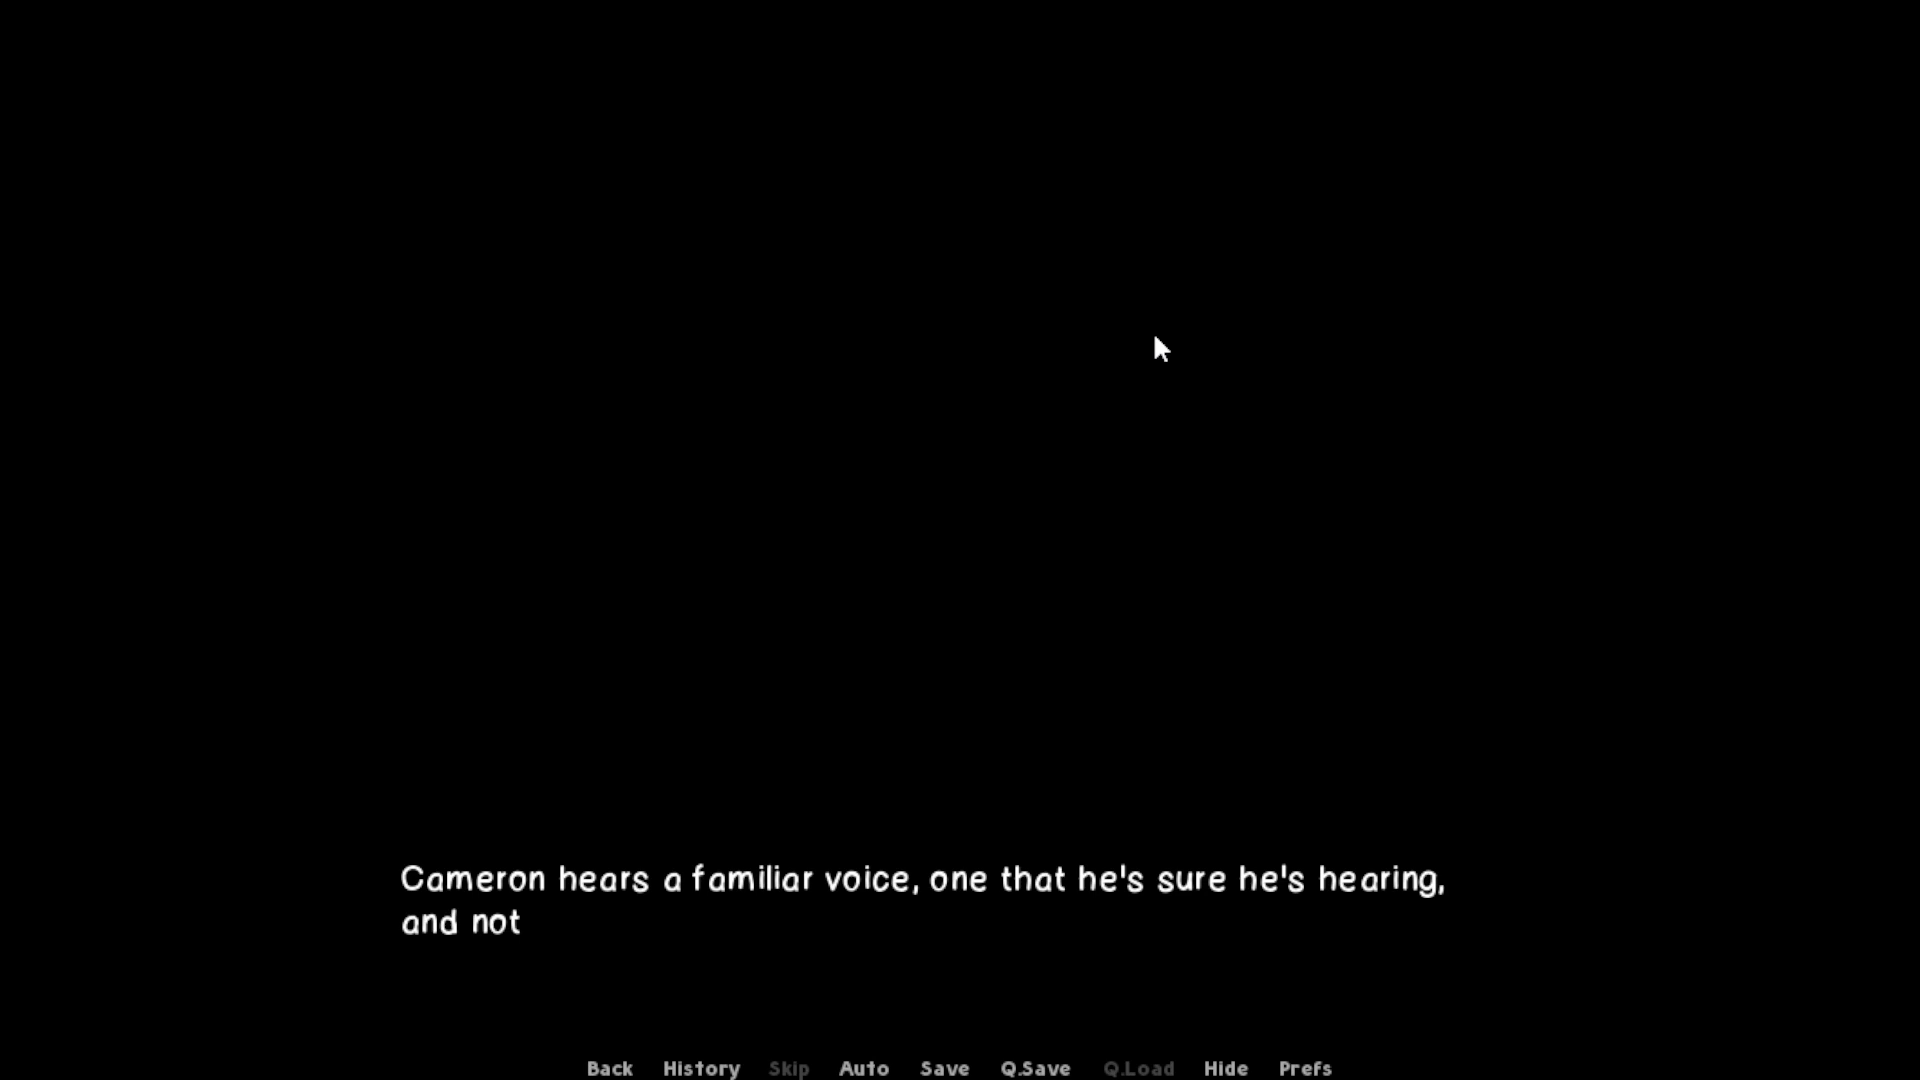 Cameron hears a familiar voice, one that he's sure he's hearing,
and not
Back History Skip Auto Save Q.Save Q.Load Hide Prefs